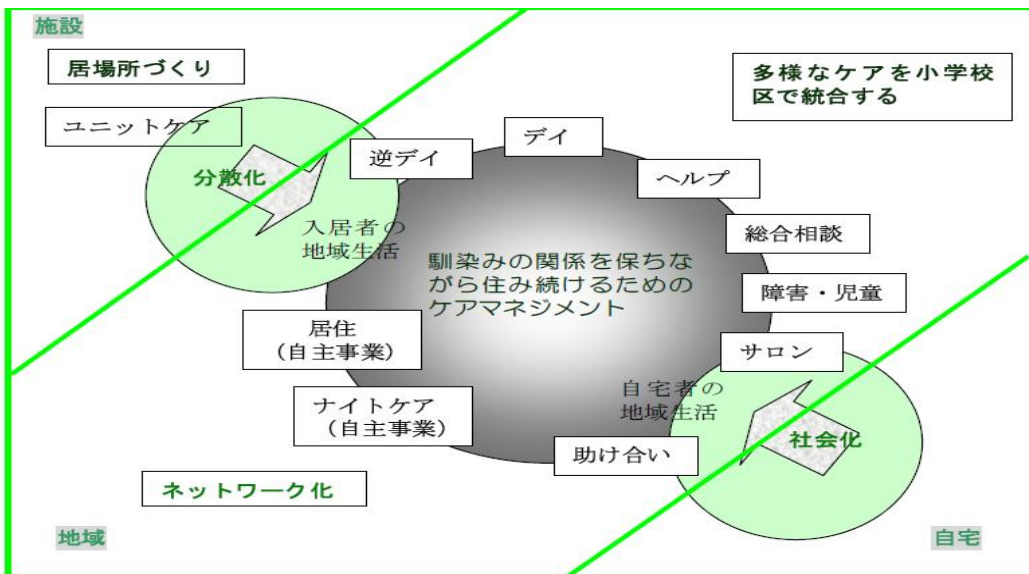 施設
居場所づくり
ユニットケア
分散化
入居者の
地域生活
逆デイ
デイ
ヘルプ
総合相談
障害・児童
サロン
助け合い
ナイトケア
(自主事業)
居住
(自主事業)
馴染みの関係を保ちな
がら住み続けるための
ケアマネジメント
多様なケアを小学校
区で統合する
自宅者の
地域生活
社会化
ネットワーク化
地域
自宅